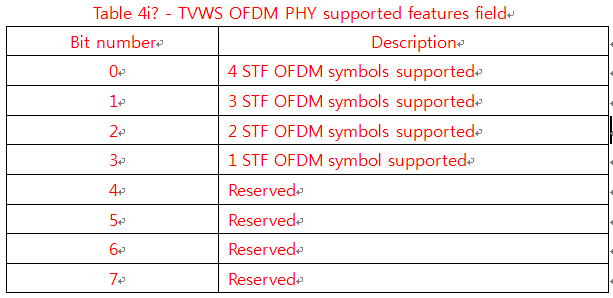 Table 4i? - TVWS OFDM PHY supported features field
Bit number Description
0 4 STF OFDM symbols supported
1 3 STF OFDM symbols supported
2 2 STF OFDM symbols supported
3 1 STF OFDM symbol supported
4 Reserved
5 Reserved
6 Reserved
7 Reserved